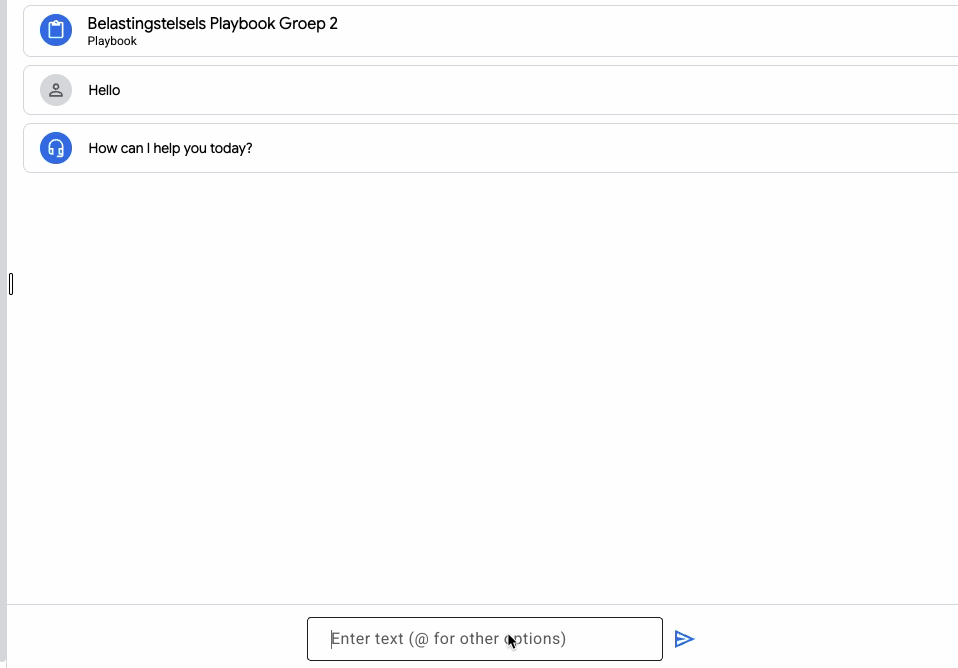 Belastingstelsels Playbook Groep 2
Playbook
Hello
How can I help you today?
Enter text (@ for other options)